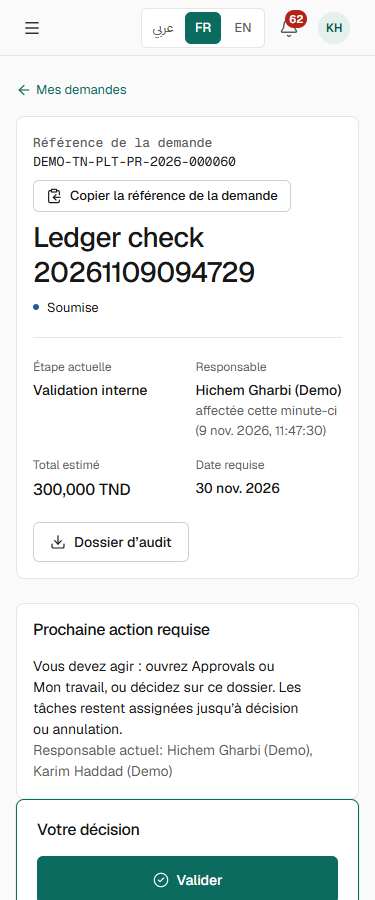 عربي FR EN 62 KH
Mes demandes
Référence de la demande
DEMO-TN-PLT-PR-2026-000060
Copier la référence de la demande
Ledger check
20261109094729
Soumise
Étape actuelle
Validation interne
Responsable
Hichem Gharbi (Demo)
affectée cette minute-ci
(9 nov. 2026, 11:47:30)
Total estimé
300,000 TND
Date requise
30 nov. 2026
Dossier d’audit
Prochaine action requise
Vous devez agir : ouvrez Approvals ou
Mon travail, ou décidez sur ce dossier. Les
tâches restent assignées jusqu’à décision
ou annulation.
Responsable actuel: Hichem Gharbi (Demo),
Karim Haddad (Demo)
Votre décision
Valider